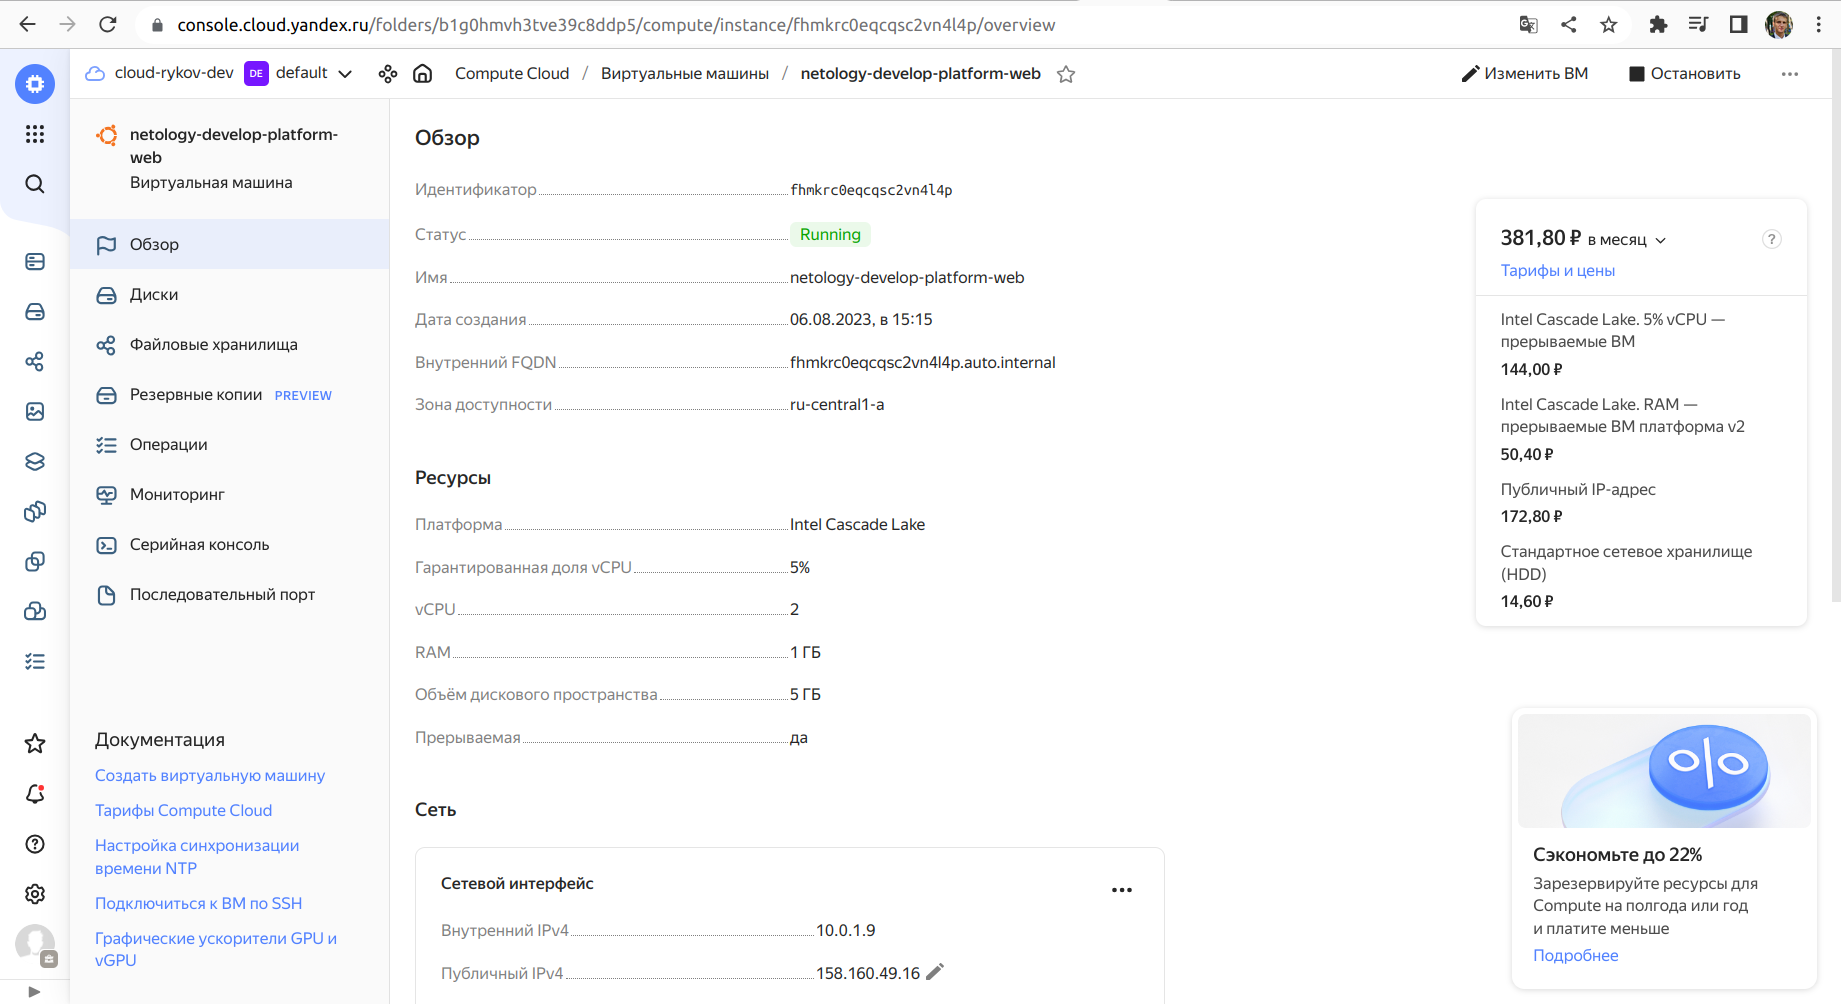 console.cloud.yandex.ru/folders/b1g0hmvh3tve39c8ddp5/compute/instance/fhmkrc0eqcqsc2vn4l4p/overview
cloud-rykov-dev DE default Compute Cloud / Виртуальные машины / netology-develop-platform-web Изменить ВМ Остановить
netology-develop-platform-
web
Виртуальная машина
Обзор
Диски
Файловые хранилища
Резервные копии PREVIEW
Операции
Мониторинг
Серийная консоль
Последовательный порт
Документация
Создать виртуальную машину
Тарифы Compute Cloud
Настройка синхронизации
времени NTP
Подключиться к ВМ по SSH
Графические ускорители GPU и
vGPU
Обзор
Идентификатор fhmkrc0eqcqsc2vn4l4p
Статус Running
Имя netology-develop-platform-web
Дата создания 06.08.2023, в 15:15
Внутренний FQDN fhmkrc0eqcqsc2vn4l4p.auto.internal
Зона доступности ru-central1-a
Ресурсы
Платформа Intel Cascade Lake
Гарантированная доля vCPU 5%
vCPU 2
RAM 1 ГБ
Объём дискового пространства 5 ГБ
Прерываемая да
Сеть
Сетевой интерфейс
Внутренний IPv4 10.0.1.9
Публичный IPv4 158.160.49.16
381,80 ₽ в месяц ?
Тарифы и цены
Intel Cascade Lake. 5% vCPU —
прерываемые ВМ
144,00 ₽
Intel Cascade Lake. RAM —
прерываемые ВМ платформа v2
50,40 ₽
Публичный IP-адрес
172,80 ₽
Стандартное сетевое хранилище
(HDD)
14,60 ₽
%
Сэкономьте до 22%
Зарезервируйте ресурсы для
Compute на полгода или год
и платите меньше
Подробнее